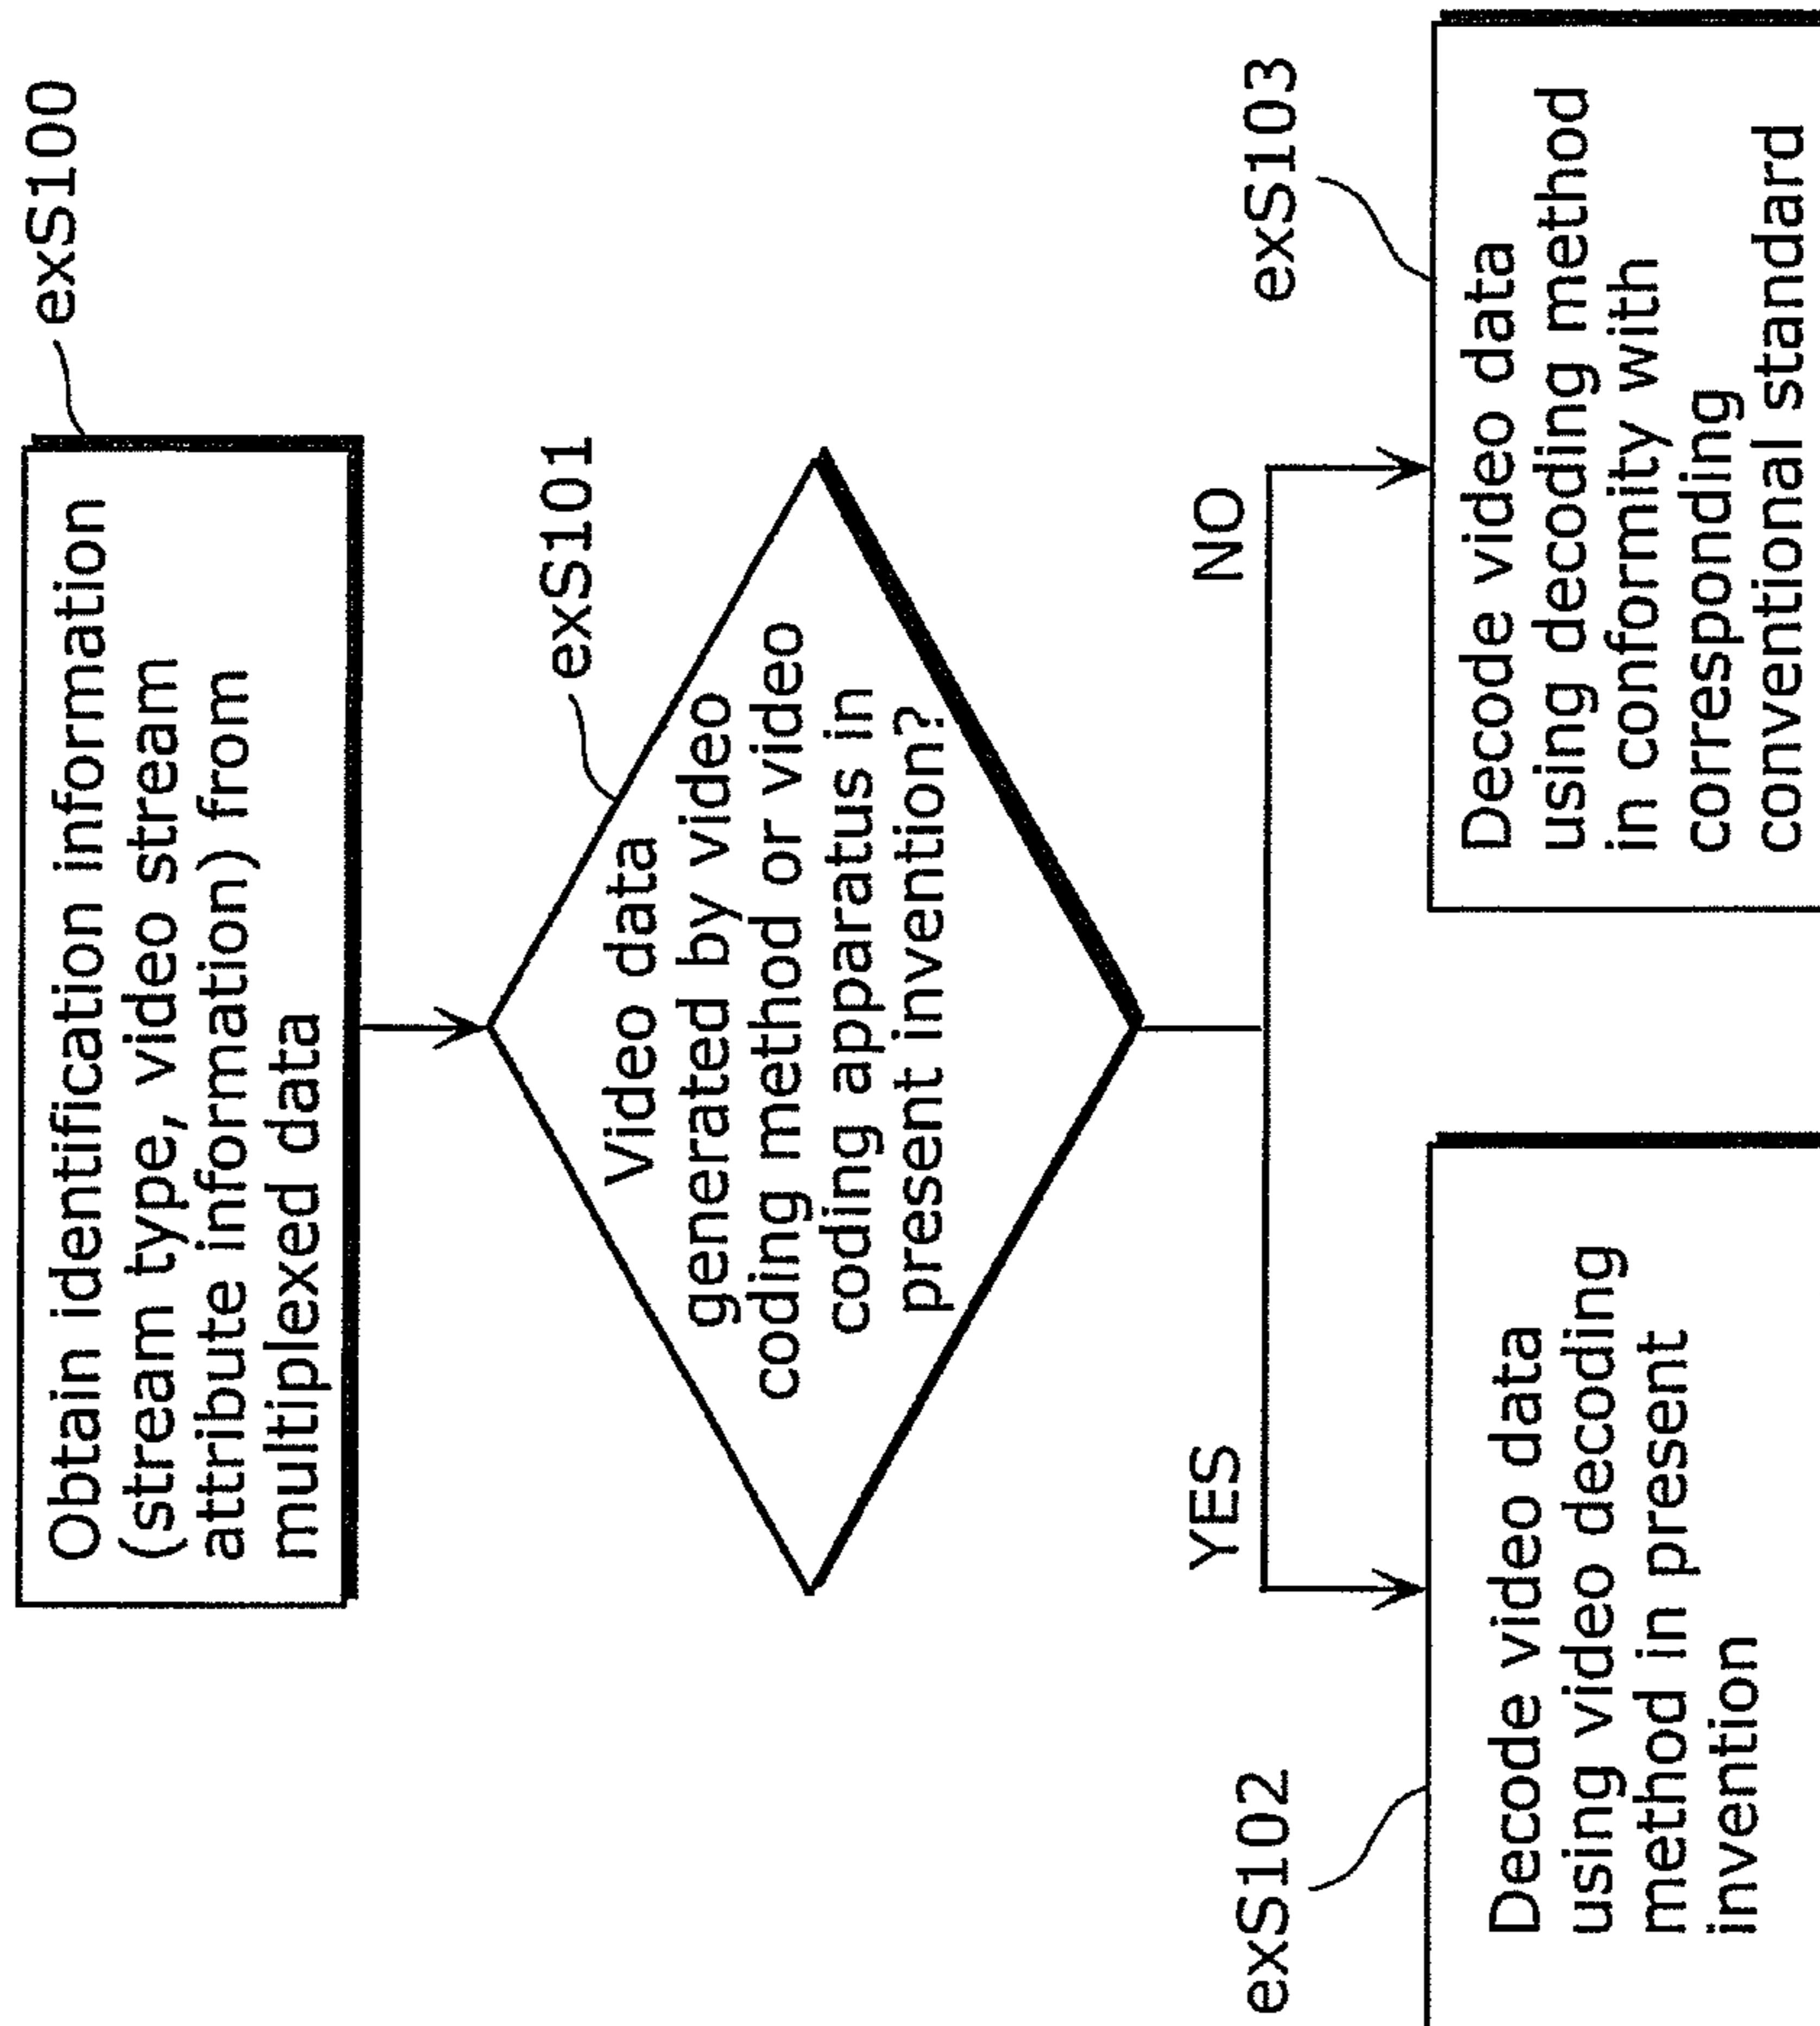 exS100
Obtain identification information
(stream type, video stream
attribute information) from
multiplexed data
exS101
Video data
generated by video
coding method or video
coding apparatus in
present invention?
YES
NO
exS102
Decode video data
using video decoding
method in present
invention
exS103
Decode video data
using decoding method
in conformity with
corresponding
conventional standard